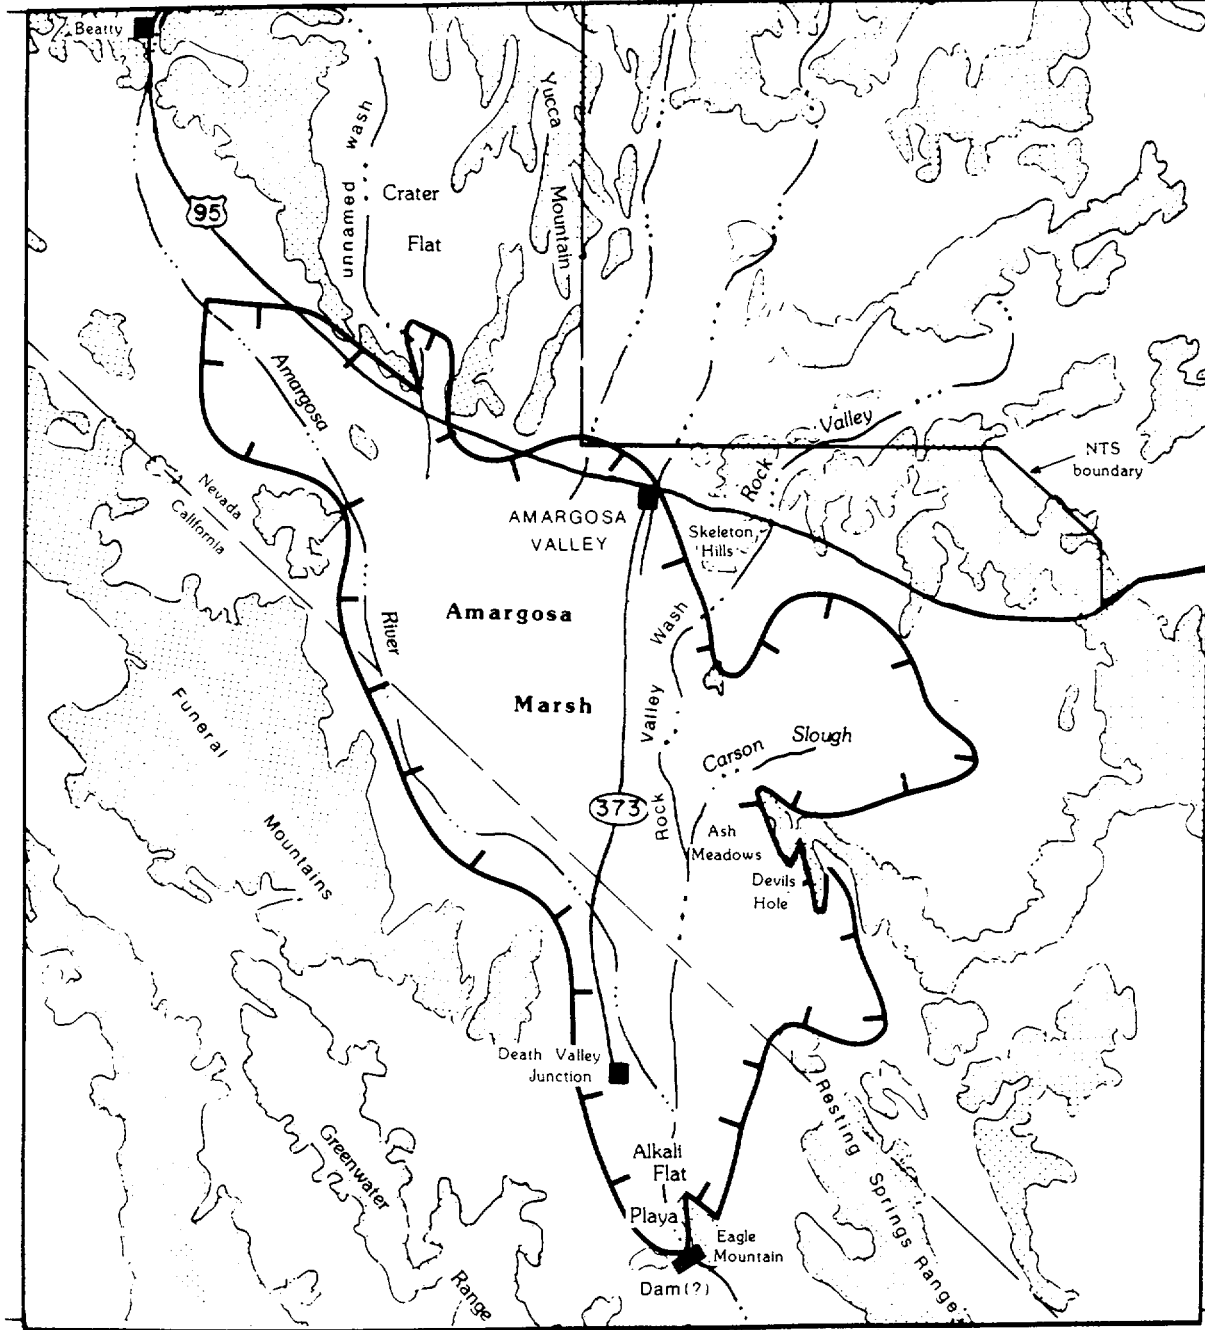 Beatty
95
unnamed wash
Crater
Flat
Yucca
Mountain
Amargosa
River
Nevada
California
AMARGOSA
VALLEY
Rock
Valley
NTS
boundary
Skeleton
Hills
Amargosa
Marsh
Rock Valley Wash
Carson Slough
373
Ash
Meadows
Devils
Hole
Funeral
Mountains
Death Valley
Junction
Greenwater
Range
Alkali
Flat
Playa
Eagle
Mountain
Dam(?)
Resting Springs Range